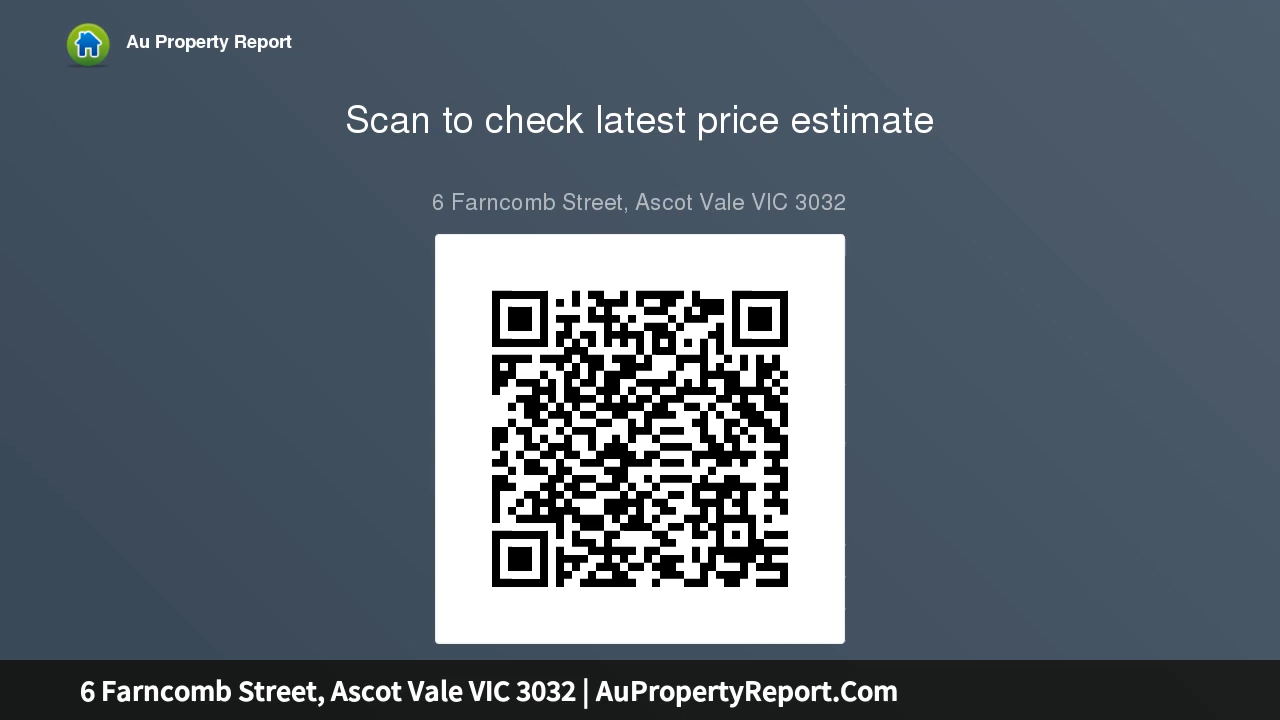 Au Property Report
Scan to check latest price estimate
6 Farncomb Street, Ascot Vale VIC 3032
6 Farncomb Street, Ascot Vale VIC 3032 | AuPropertyReport.Com